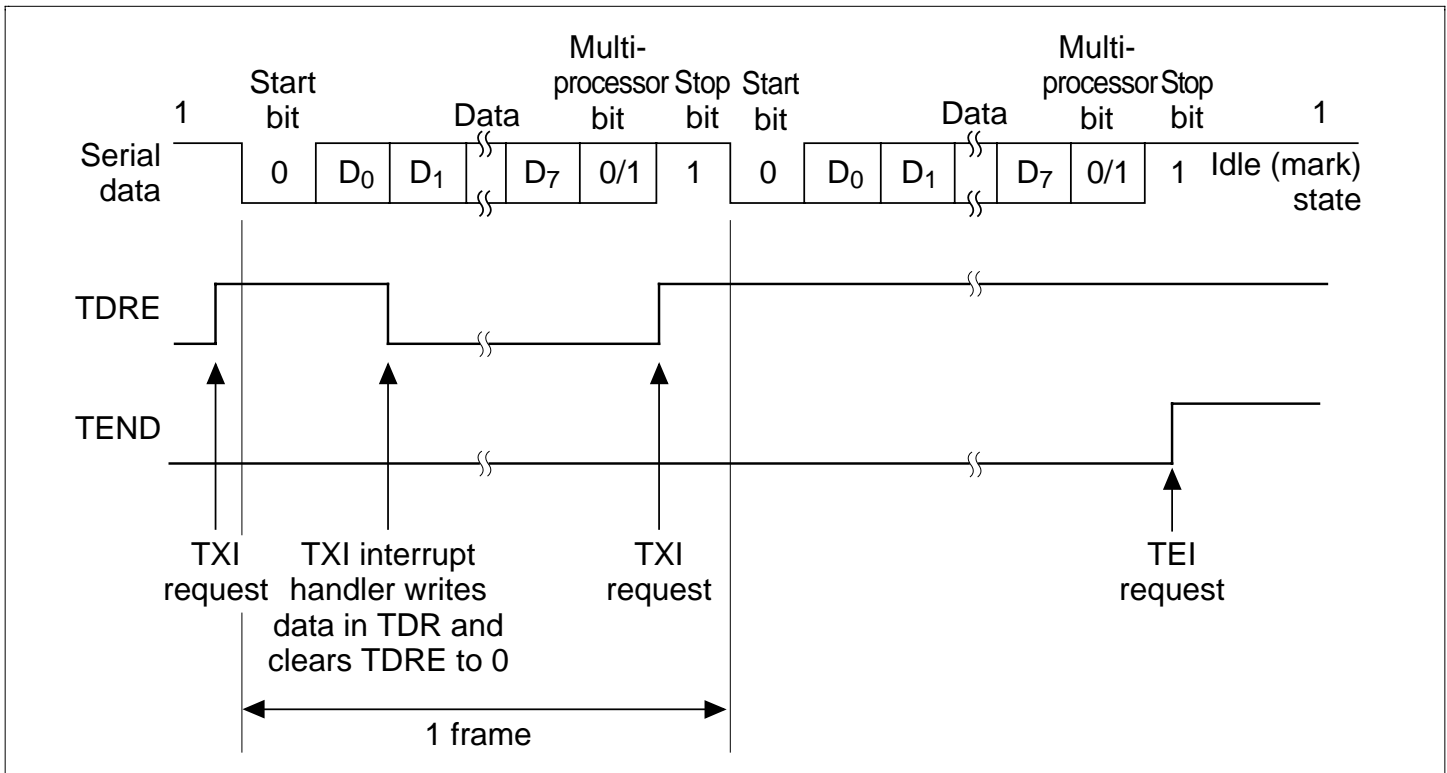 Multi-
processor
bit
Stop
bit
Start
bit
Multi-
processor
bit
Stop
bit
1
Start
bit
Data
Data
1
Serial
data
0
D0
D1
D7
0/1
1
0
D0
D1
D7
0/1
1
Idle (mark)
state
TDRE
TEND
TXI
request
TXI interrupt
handler writes
data in TDR and
clears TDRE to 0
TXI
request
TEI
request
1 frame